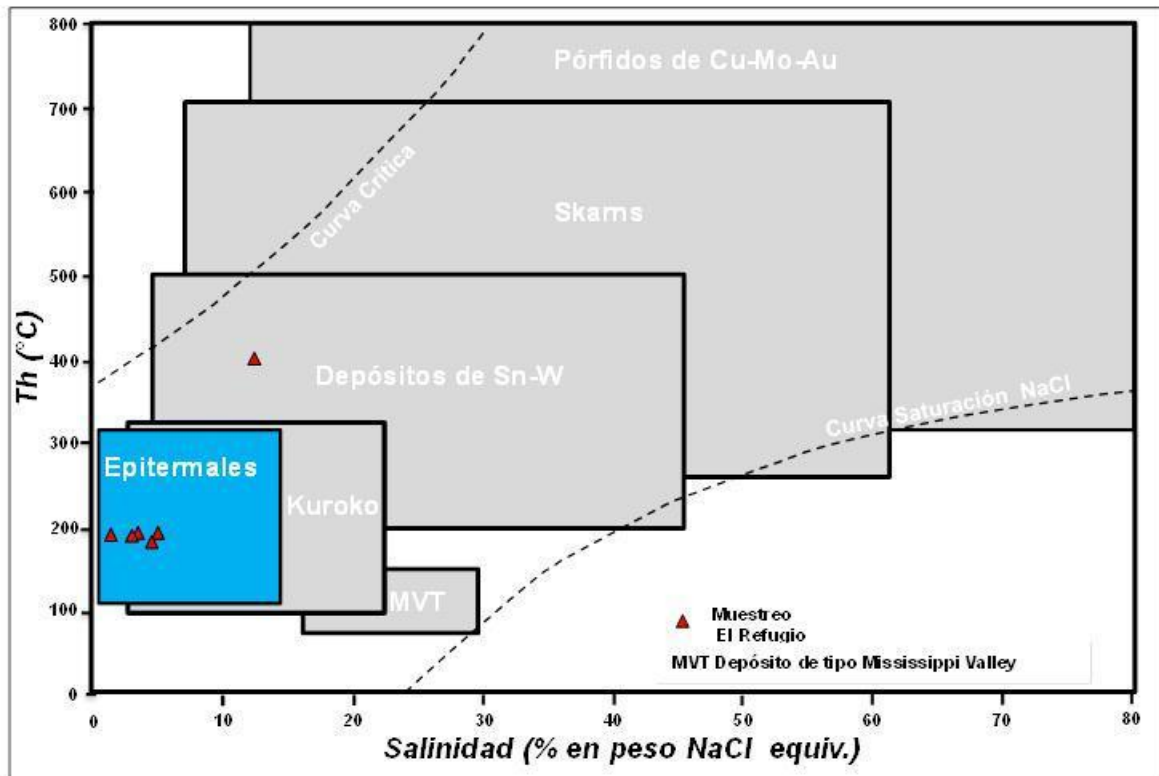 800
700
600
500
400
300
200
100
0
Th (°C)
Pórfidos de Cu-Mo-Au
Curva Crítica
Skarns
Depósitos de Sn-W
Curva Saturación NaCl
Epitermales
Kuroko
MVT
Muestreo
El Refugio
MVT Depósito de tipo Mississippi Valley
0 10 20 30 40 50 60 70 80
Salinidad (% en peso NaCl equiv.)